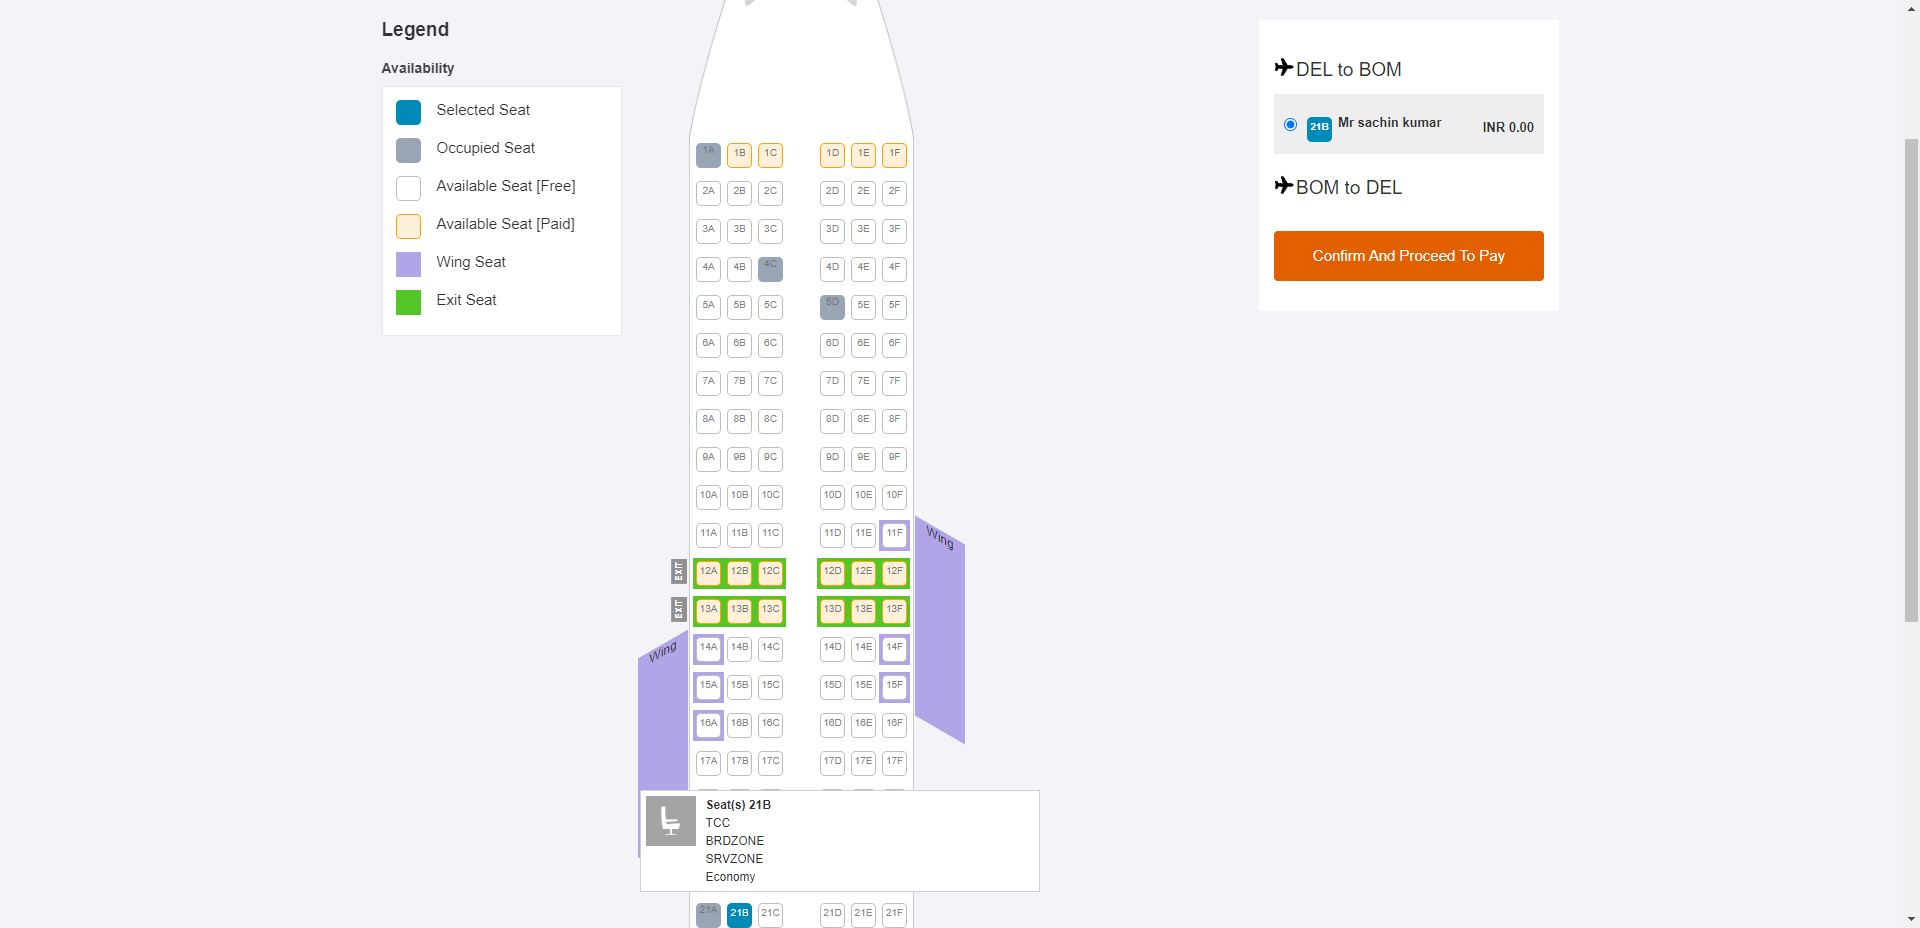 Legend
Availability
Selected Seat
Occupied Seat
Available Seat [Free]
Available Seat [Paid]
Wing Seat
Exit Seat
1A 1B 1C 1D 1E 1F
2A 2B 2C 2D 2E 2F
3A 3B 3C 3D 3E 3F
4A 4B 4C 4D 4E 4F
5A 5B 5C 5D 5E 5F
6A 6B 6C 6D 6E 6F
7A 7B 7C 7D 7E 7F
8A 8B 8C 8D 8E 8F
9A 9B 9C 9D 9E 9F
10A 10B 10C 10D 10E 10F
11A 11B 11C 11D 11E 11F
Wing
EXIT 12A 12B 12C 12D 12E 12F
EXIT 13A 13B 13C 13D 13E 13F
Wing
14A 14B 14C 14D 14E 14F
15A 15B 15C 15D 15E 15F
16A 16B 16C 16D 16E 16F
17A 17B 17C 17D 17E 17F
Seat(s) 21B
TCC
BRDZONE
SRVZONE
Economy
21A 21B 21C 21D 21E 21F
DEL to BOM
21B Mr sachin kumar INR 0.00
BOM to DEL
Confirm And Proceed To Pay